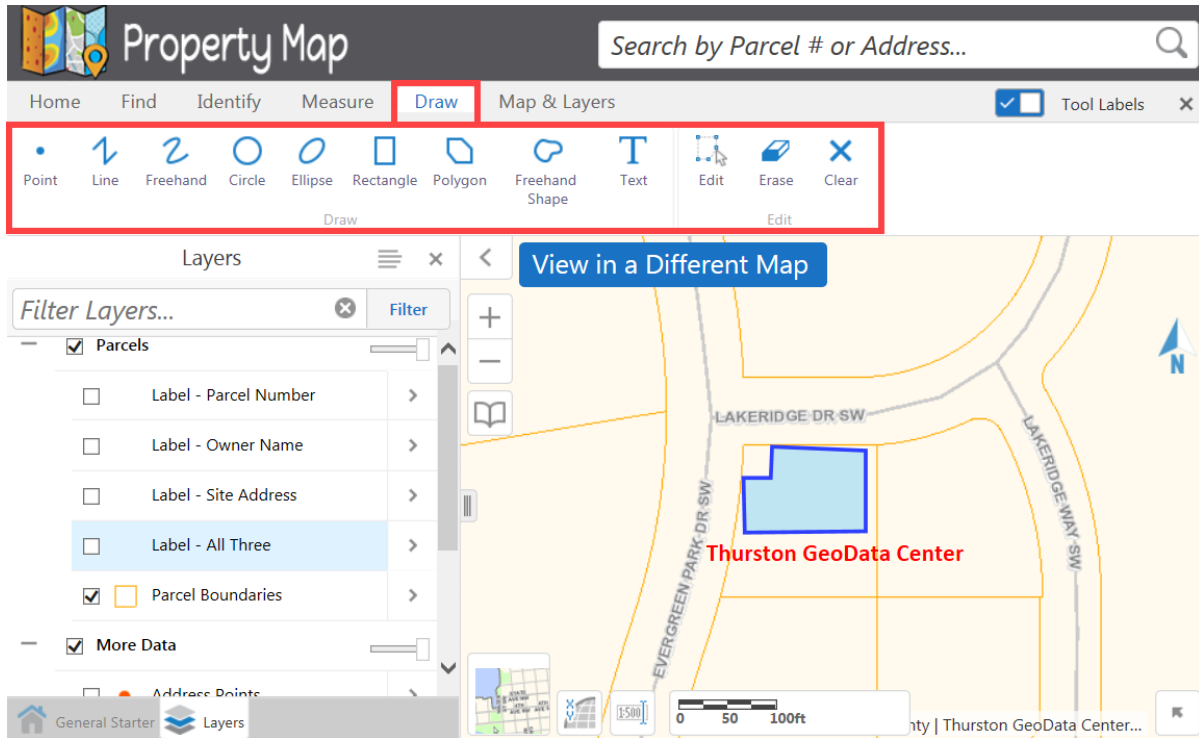 Property Map
Search by Parcel # or Address...
Home Find Identify Measure Draw Map & Layers Tool Labels
Point Line Freehand Circle Ellipse Rectangle Polygon Freehand Shape Text Edit Erase Clear
Draw Edit
Layers
View in a Different Map
Filter Layers... Filter
Parcels
Label - Parcel Number
Label - Owner Name
Label - Site Address
Label - All Three
Parcel Boundaries
More Data
Address Points
General Starter Layers
N
LAKERIDGE DR SW
LAKERIDGE WAY SW
EVERGREEN PARK DR SW
Thurston GeoData Center
X
Y
1:500
0 50 100ft
nty | Thurston GeoData Center...